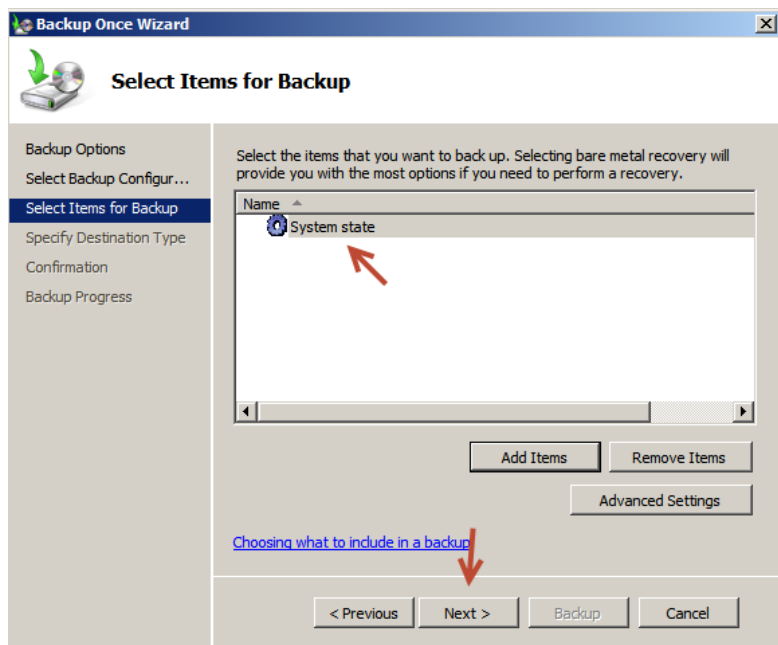 Backup Once Wizard
Select Items for Backup
Backup Options
Select Backup Configur...
Select Items for Backup
Specify Destination Type
Confirmation
Backup Progress
Select the items that you want to back up. Selecting bare metal recovery will
provide you with the most options if you need to perform a recovery.
Name
System state
Add Items
Remove Items
Advanced Settings
Choosing what to include in a backup
< Previous
Next >
Backup
Cancel